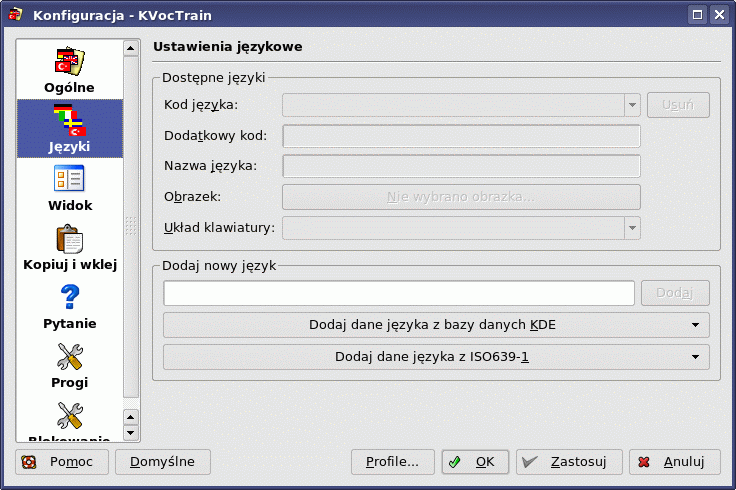 Konfiguracja - KVocTrain
Ogólne
Języki
Widok
Kopiuj i wklej
Pytanie
Progi
Blokowanie
Ustawienia językowe
Dostępne języki
Kod języka:
Usuń
Dodatkowy kod:
Nazwa języka:
Obrazek:
Nie wybrano obrazka...
Układ klawiatury:
Dodaj nowy język
Dodaj
Dodaj dane języka z bazy danych KDE
Dodaj dane języka z ISO639-1
Pomoc
Domyślne
Profile...
OK
Zastosuj
Anuluj